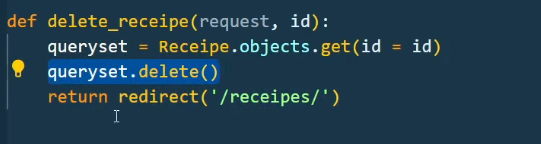 def delete_receipe(request, id):
    queryset = Receipe.objects.get(id = id)
    queryset.delete()
    return redirect('/receipes/')